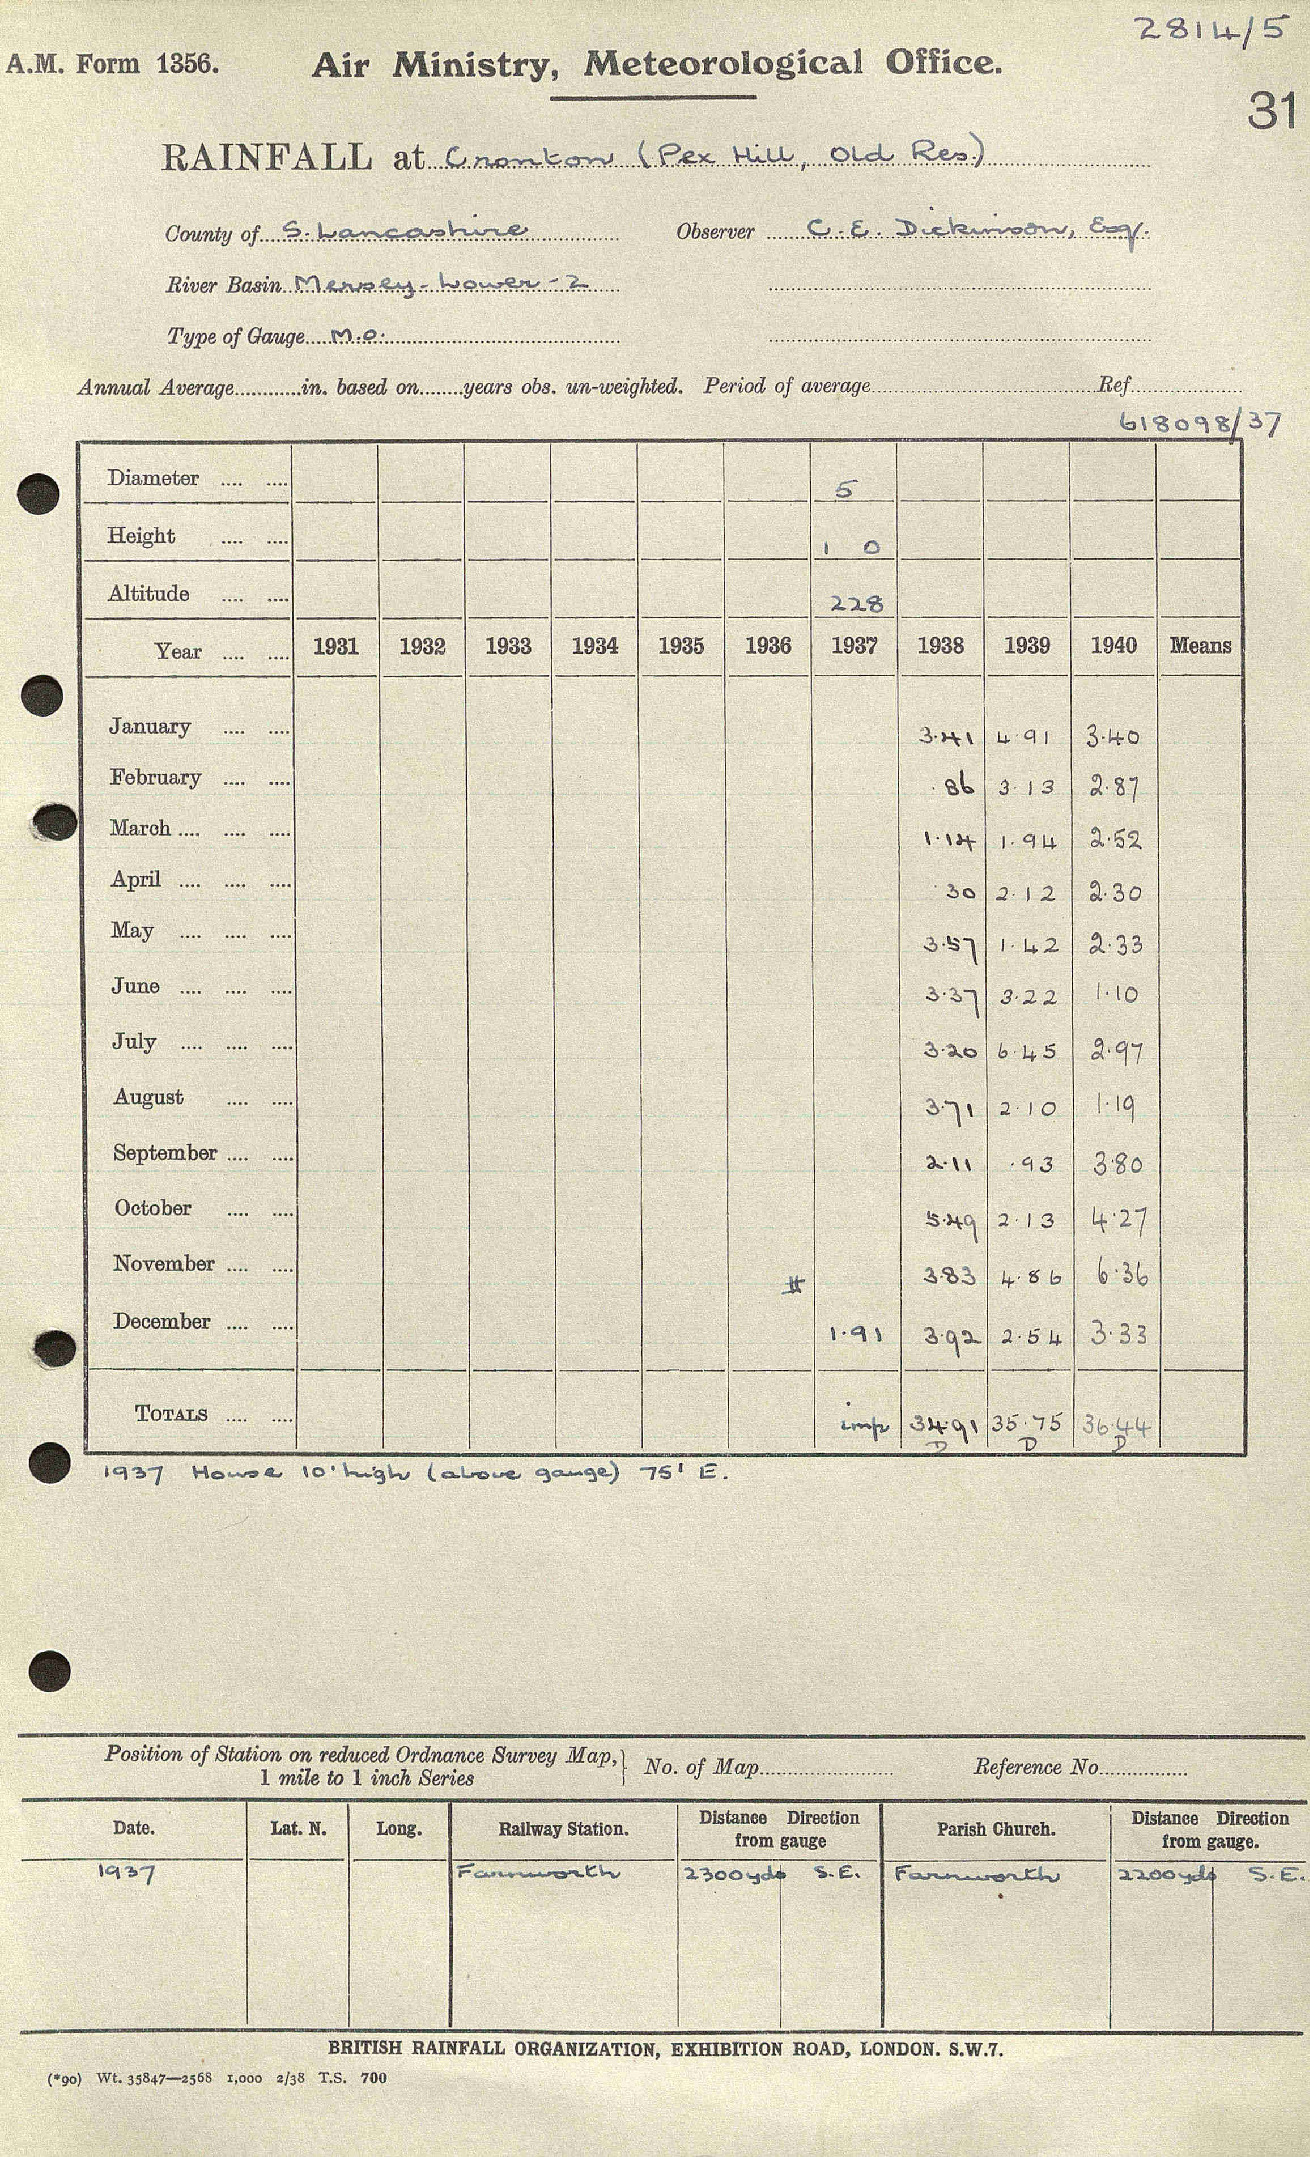 2814/5
A.M. Form 1356. Air Ministry, Meteorological Office.
31
RAINFALL at Cronton (Pex Hill, Old Res.)
County of S. Lancashire Observer C. E. Dickinson, Esq.
River Basin Mersey - Lower - 2
Type of Gauge M.O.
Annual Average............in. based on........years obs. un-weighted. Period of average.............Ref.............
618098/37
Diameter .... .... 5
Height .... .... 1 0
Altitude .... .... 228
Year .... .... 1931 1932 1933 1934 1935 1936 1937 1938 1939 1940 Means
January .... .... 3.41 4.91 3.40
February .... .... .86 3.13 2.87
March .... .... .... 1.14 1.94 2.52
April .... .... .... .30 2.12 2.30
May .... .... .... 3.57 1.42 2.33
June .... .... .... 3.37 3.22 1.10
July .... .... .... 3.20 6.45 2.97
August .... .... 3.71 2.10 1.19
September .... .... 2.11 .93 3.80
October .... .... 5.49 2.13 4.27
November .... .... 3.83 4.86 6.36
December .... .... 1.91 3.92 2.54 3.33
TOTALS .... .... imp 34.91 35.75 36.44
D D D
1937 House 10' high (above gauge) 75' E.
Position of Station on reduced Ordnance Survey Map, 1 mile to 1 inch Series } No. of Map............ Reference No............
Date. Lat. N. Long. Railway Station. Distance Direction from gauge Parish Church. Distance Direction from gauge.
1937 Farnworth 2300yds S.E. Farnworth 2200yds S.E.
BRITISH RAINFALL ORGANIZATION, EXHIBITION ROAD, LONDON. S.W.7.
(*90) Wt. 35847—2568 1,000 2/38 T.S. 700